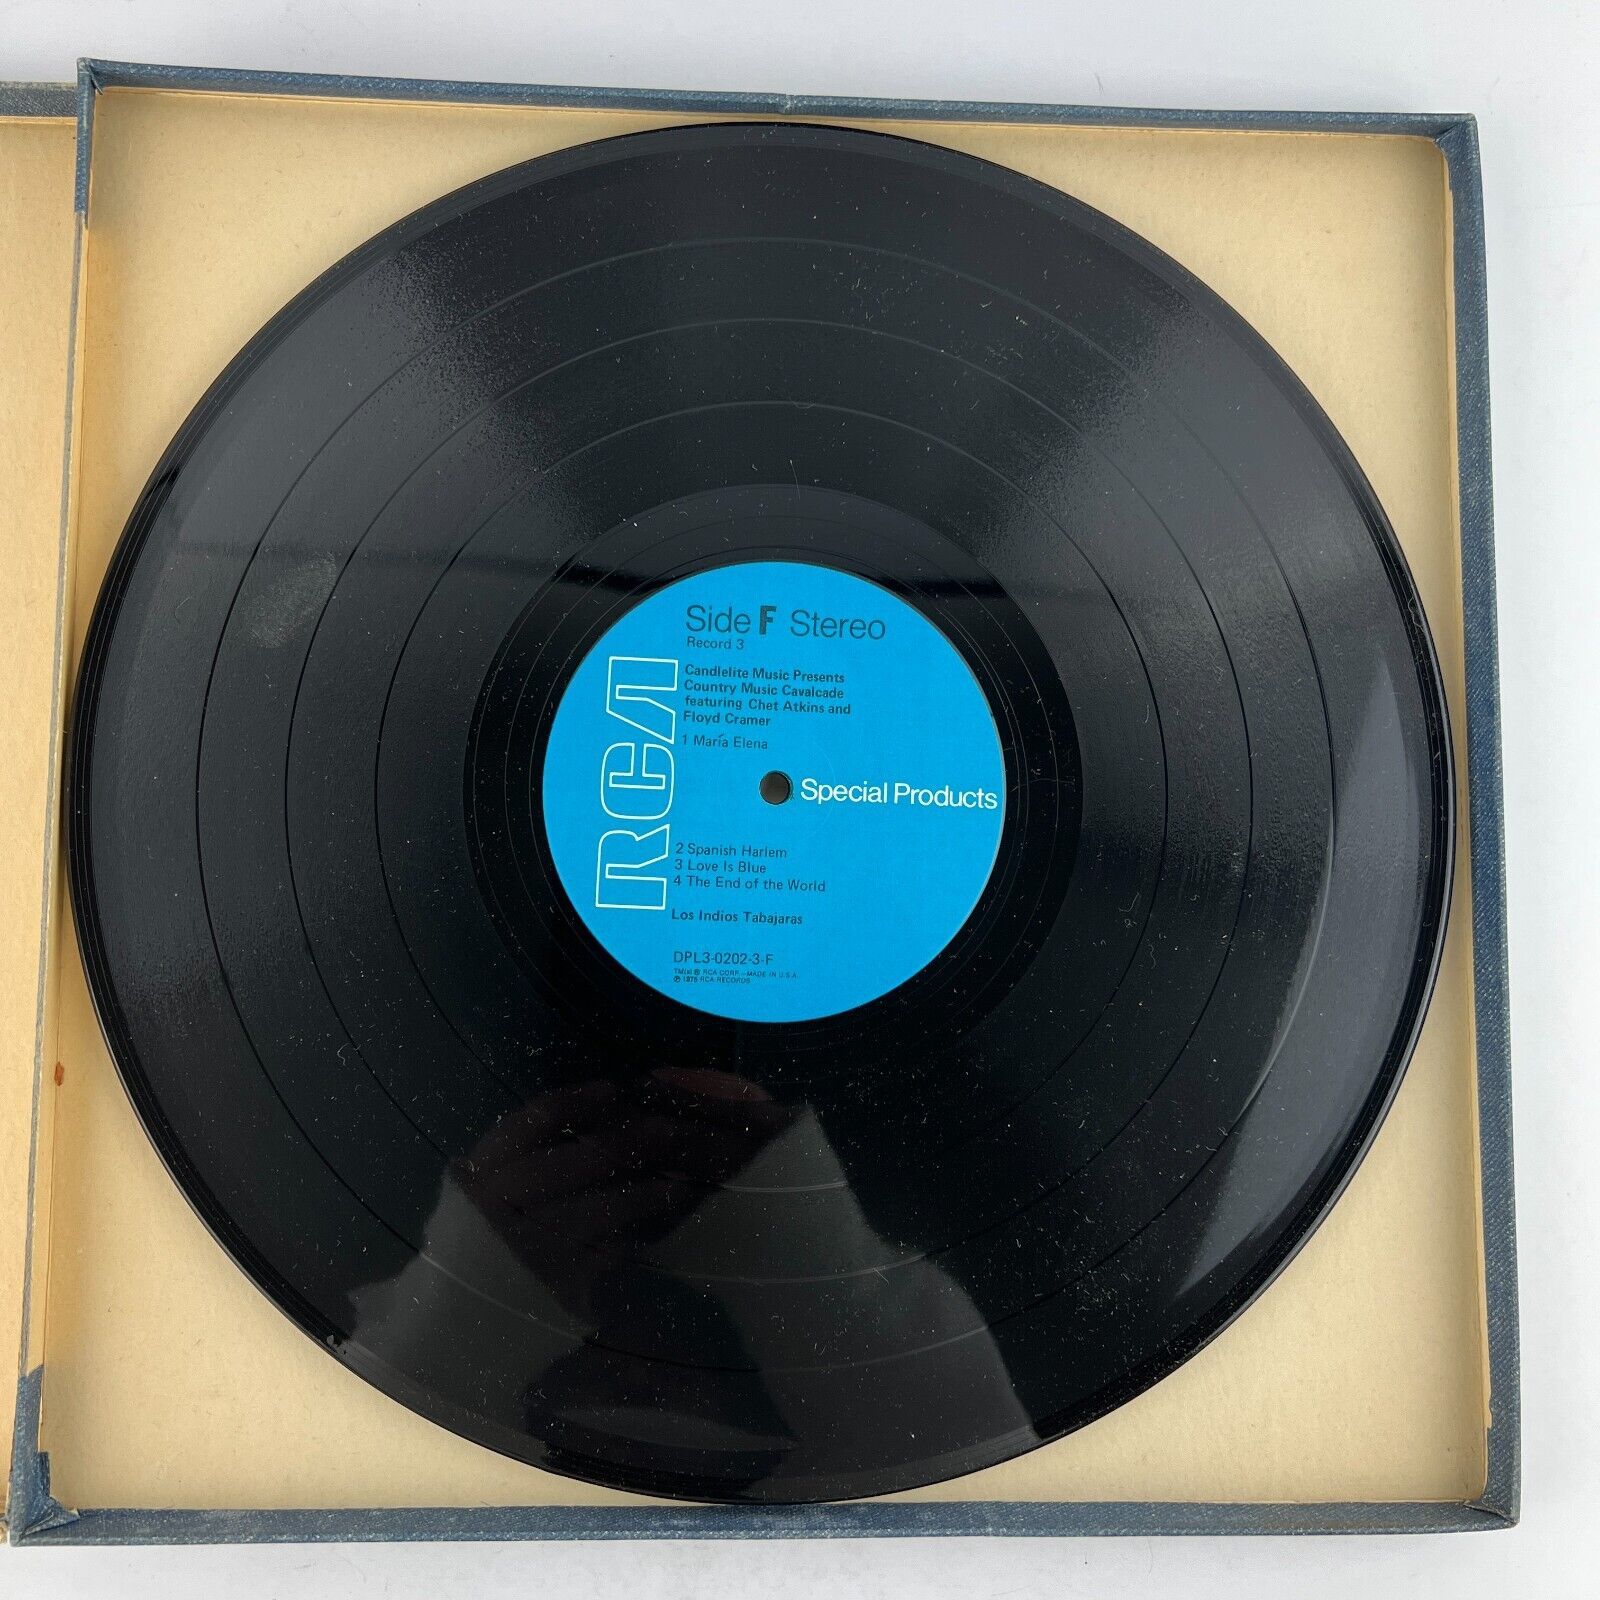 Side F Stereo
Record 3
Candlelite Music Presents
Country Music Cavalcade
featuring Chet Atkins and
Floyd Cramer
1 María Elena
RCA
Special Products
2 Spanish Harlem
3 Love Is Blue
4 The End of the World
Los Indios Tabajaras
DPL3-0202-3-F
TM(s) ® RCA CORP.—MADE IN U.S.A.
℗ 1976 RCA RECORDS